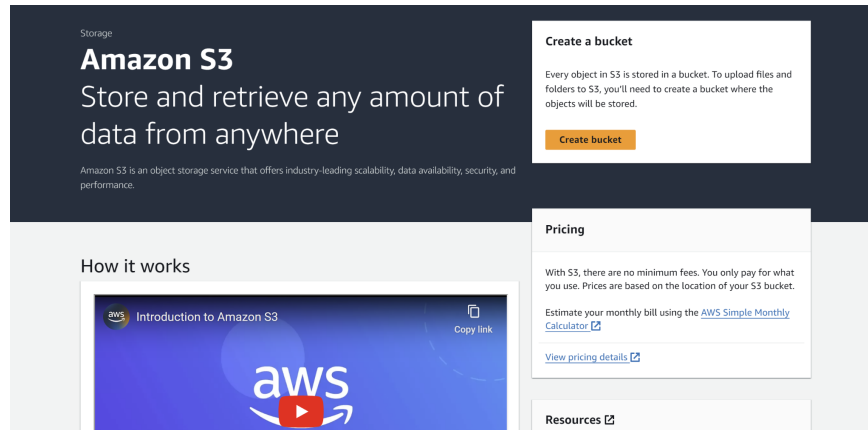 Storage
Amazon S3
Store and retrieve any amount of
data from anywhere
Amazon S3 is an object storage service that offers industry-leading scalability, data availability, security, and
performance.
Create a bucket
Every object in S3 is stored in a bucket. To upload files and
folders to S3, you'll need to create a bucket where the
objects will be stored.
Create bucket
Pricing
With S3, there are no minimum fees. You only pay for what
you use. Prices are based on the location of your S3 bucket.
Estimate your monthly bill using the AWS Simple Monthly
Calculator
View pricing details
How it works
aws
Introduction to Amazon S3
Copy link
aws
Resources